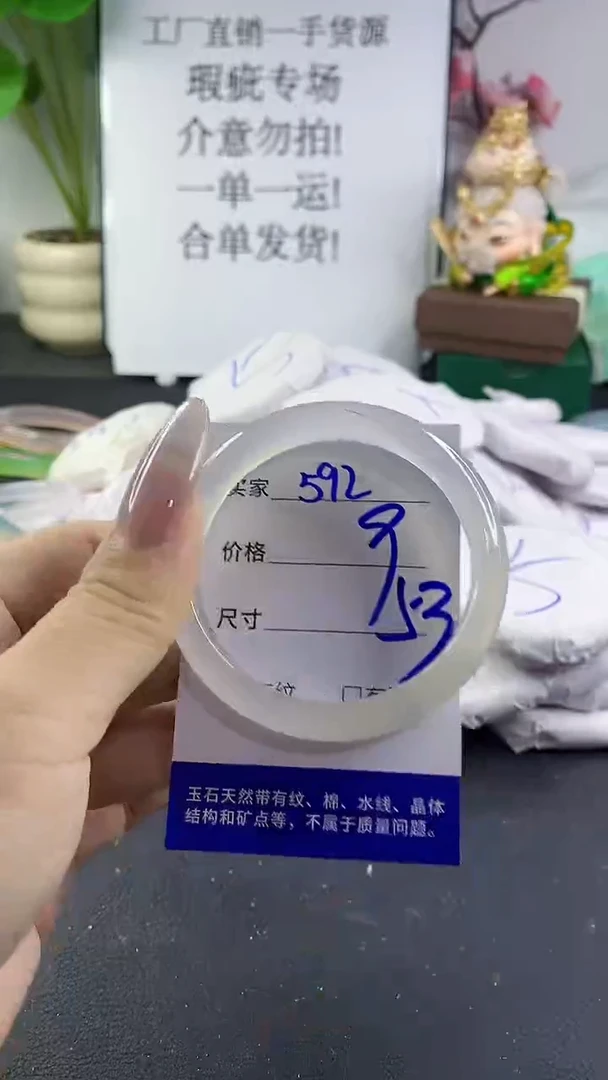 工厂直销一手货源
瑕疵专场
介意勿拍!
一单一运!
合单发货!
买家 592
价格 9
尺寸 53
玉石天然带有纹、棉、水线、晶体
结构和矿点等，不属于质量问题。